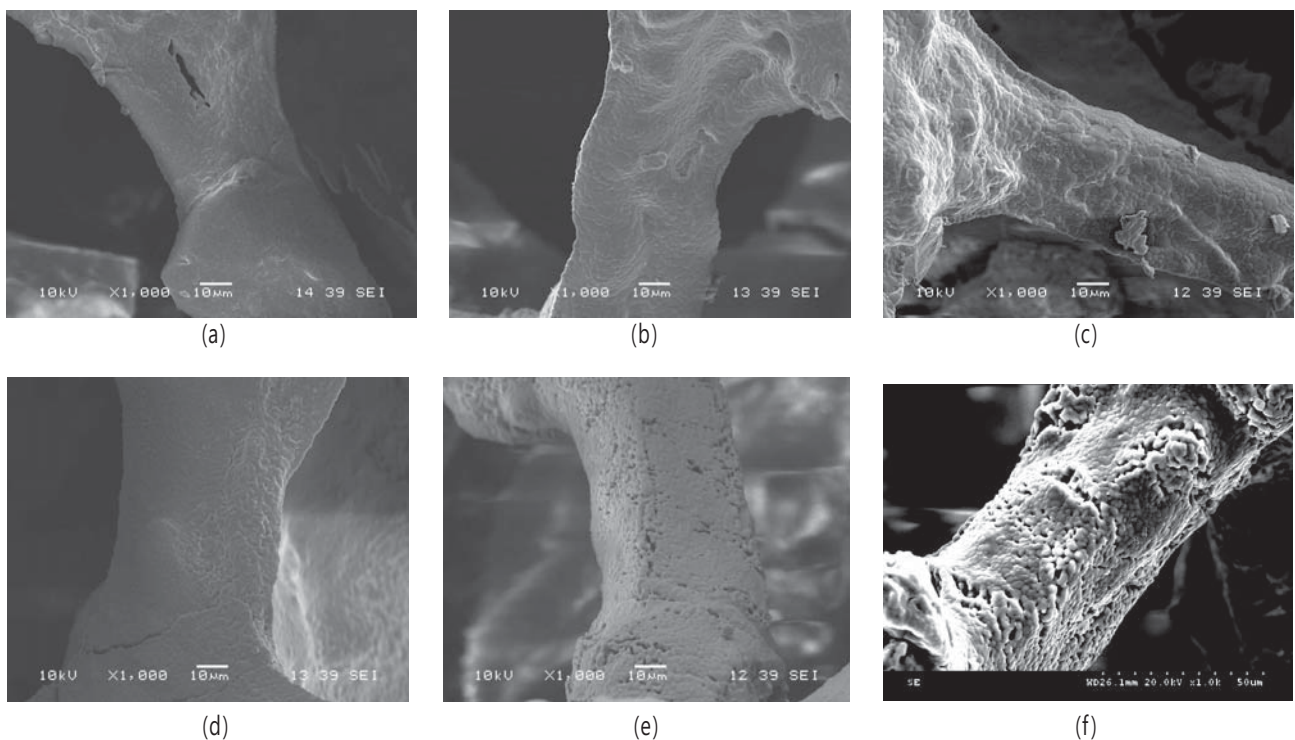 10kV X1,000 10µm 14 39 SEI
(a)
10kV X1,000 10µm 13 39 SEI
(b)
10kV X1,000 10µm 12 39 SEI
(c)
10kV X1,000 10µm 13 39 SEI
(d)
10kV X1,000 10µm 12 39 SEI
(e)
SE WD26.1mm 20.0kV x1.0k 50um
(f)